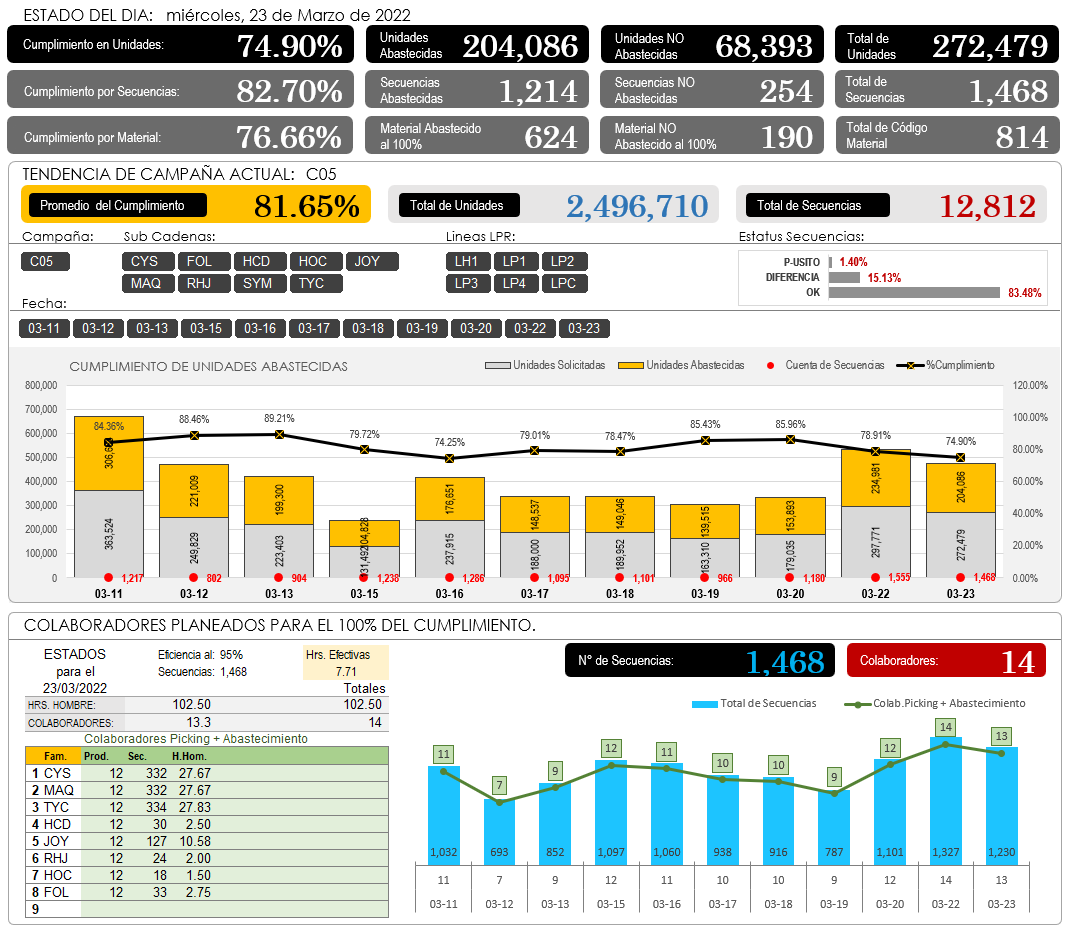 ESTADO DEL DIA: miércoles, 23 de Marzo de 2022
Cumplimiento en Unidades: 74.90% Unidades Abastecidas 204,086 Unidades NO Abastecidas 68,393 Total de Unidades 272,479
Cumplimiento por Secuencias: 82.70% Secuencias Abastecidas 1,214 Secuencias NO Abastecidas 254 Total de Secuencias 1,468
Cumplimiento por Material: 76.66% Material Abastecido al 100% 624 Material NO Abastecido al 100% 190 Total de Código Material 814
TENDENCIA DE CAMPAÑA ACTUAL: C05
Promedio del Cumplimiento 81.65% Total de Unidades 2,496,710 Total de Secuencias 12,812
Campaña: Sub Cadenas: Lineas LPR: Estatus Secuencias:
C05 CYS FOL HCD HOC JOY LH1 LP1 LP2
MAQ RHJ SYM TYC LP3 LP4 LPC
P-USITO 1.40%
DIFERENCIA 15.13%
OK 83.48%
Fecha:
03-11 03-12 03-13 03-15 03-16 03-17 03-18 03-19 03-20 03-22 03-23
CUMPLIMIENTO DE UNIDADES ABASTECIDAS
Unidades Solicitadas Unidades Abastecidas Cuenta de Secuencias %Cumplimiento
800,000 120.00%
700,000 100.00%
600,000 80.00%
500,000 60.00%
400,000 40.00%
300,000 20.00%
200,000 0.00%
100,000
0
84.36% 88.46% 89.21% 79.72% 74.25% 79.01% 78.47% 85.43% 85.96% 78.91% 74.90%
221,009 199,300 176,651 148,537 149,046 139,515 153,893 234,981 204,086
363,524 249,829 223,403 131,492 237,915 188,000 189,952 163,310 179,035 297,771 272,479
1,217 802 904 1,238 1,286 1,095 1,101 966 1,180 1,555 1,468
03-11 03-12 03-13 03-15 03-16 03-17 03-18 03-19 03-20 03-22 03-23
COLABORADORES PLANEADOS PARA EL 100% DEL CUMPLIMIENTO.
ESTADOS para el 23/03/2022
Eficiencia al: 95%
Secuencias: 1,468
Hrs. Efectivas
7.71
Totales
HRS. HOMBRE: 102.50 102.50
COLABORADORES: 13.3 14
Colaboradores Picking + Abastecimiento
Fam. Prod. Sec. H.Hom.
1 CYS 12 332 27.67
2 MAQ 12 332 27.67
3 TYC 12 334 27.83
4 HCD 12 30 2.50
5 JOY 12 127 10.58
6 RHJ 12 24 2.00
7 HOC 12 18 1.50
8 FOL 12 33 2.75
9
N° de Secuencias: 1,468 Colaboradores: 14
Total de Secuencias Colab.Picking + Abastecimiento
11 7 9 12 11 10 10 9 12 14 13
1,032 693 852 1,097 1,060 938 916 787 1,101 1,327 1,230
11 7 9 12 11 10 10 9 12 14 13
03-11 03-12 03-13 03-15 03-16 03-17 03-18 03-19 03-20 03-22 03-23